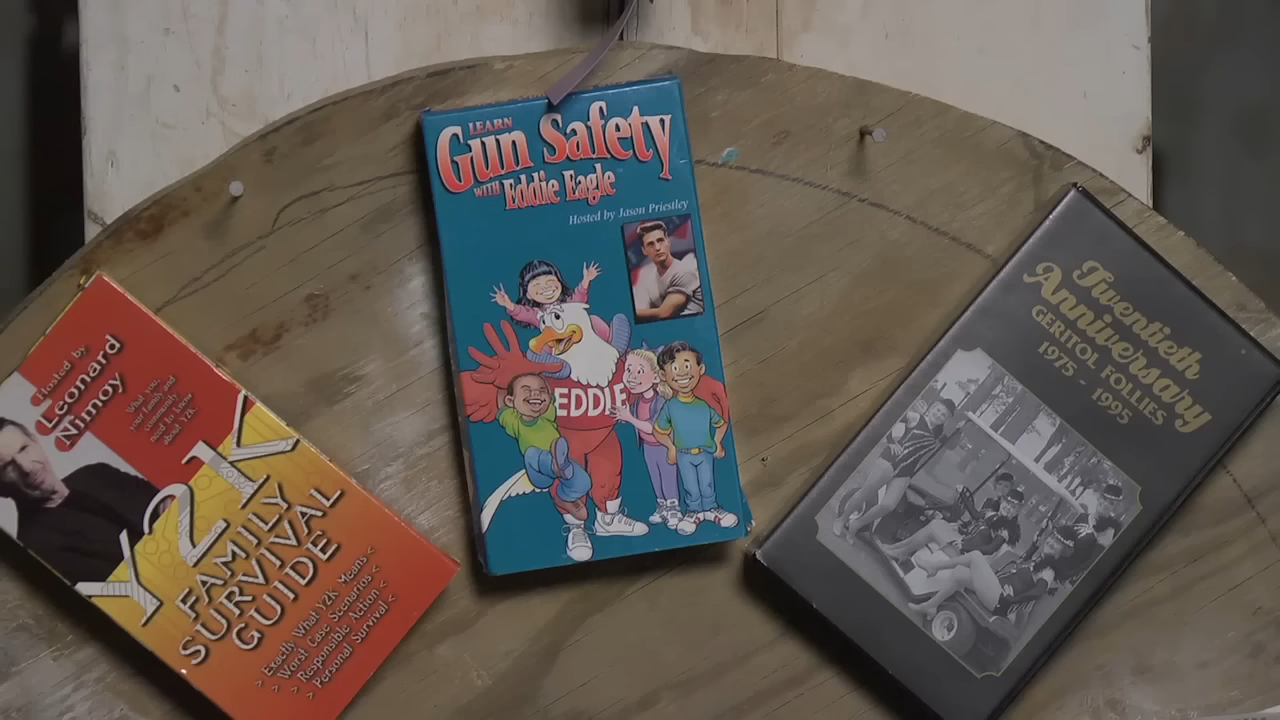 Hosted by
Leonard
Nimoy
What you,
your family and
community
need to know
about Y2K.
Y2K
FAMILY
SURVIVAL
GUIDE
> Exactly What Y2K Means <
> Worst Case Scenarios <
> Responsible Action <
> Personal Survival <
LEARN
Gun Safety
WITH Eddie Eagle
Hosted by Jason Priestley
EDDIE
Twentieth
Anniversary
GERITOL FOLLIES
1975 - 1995